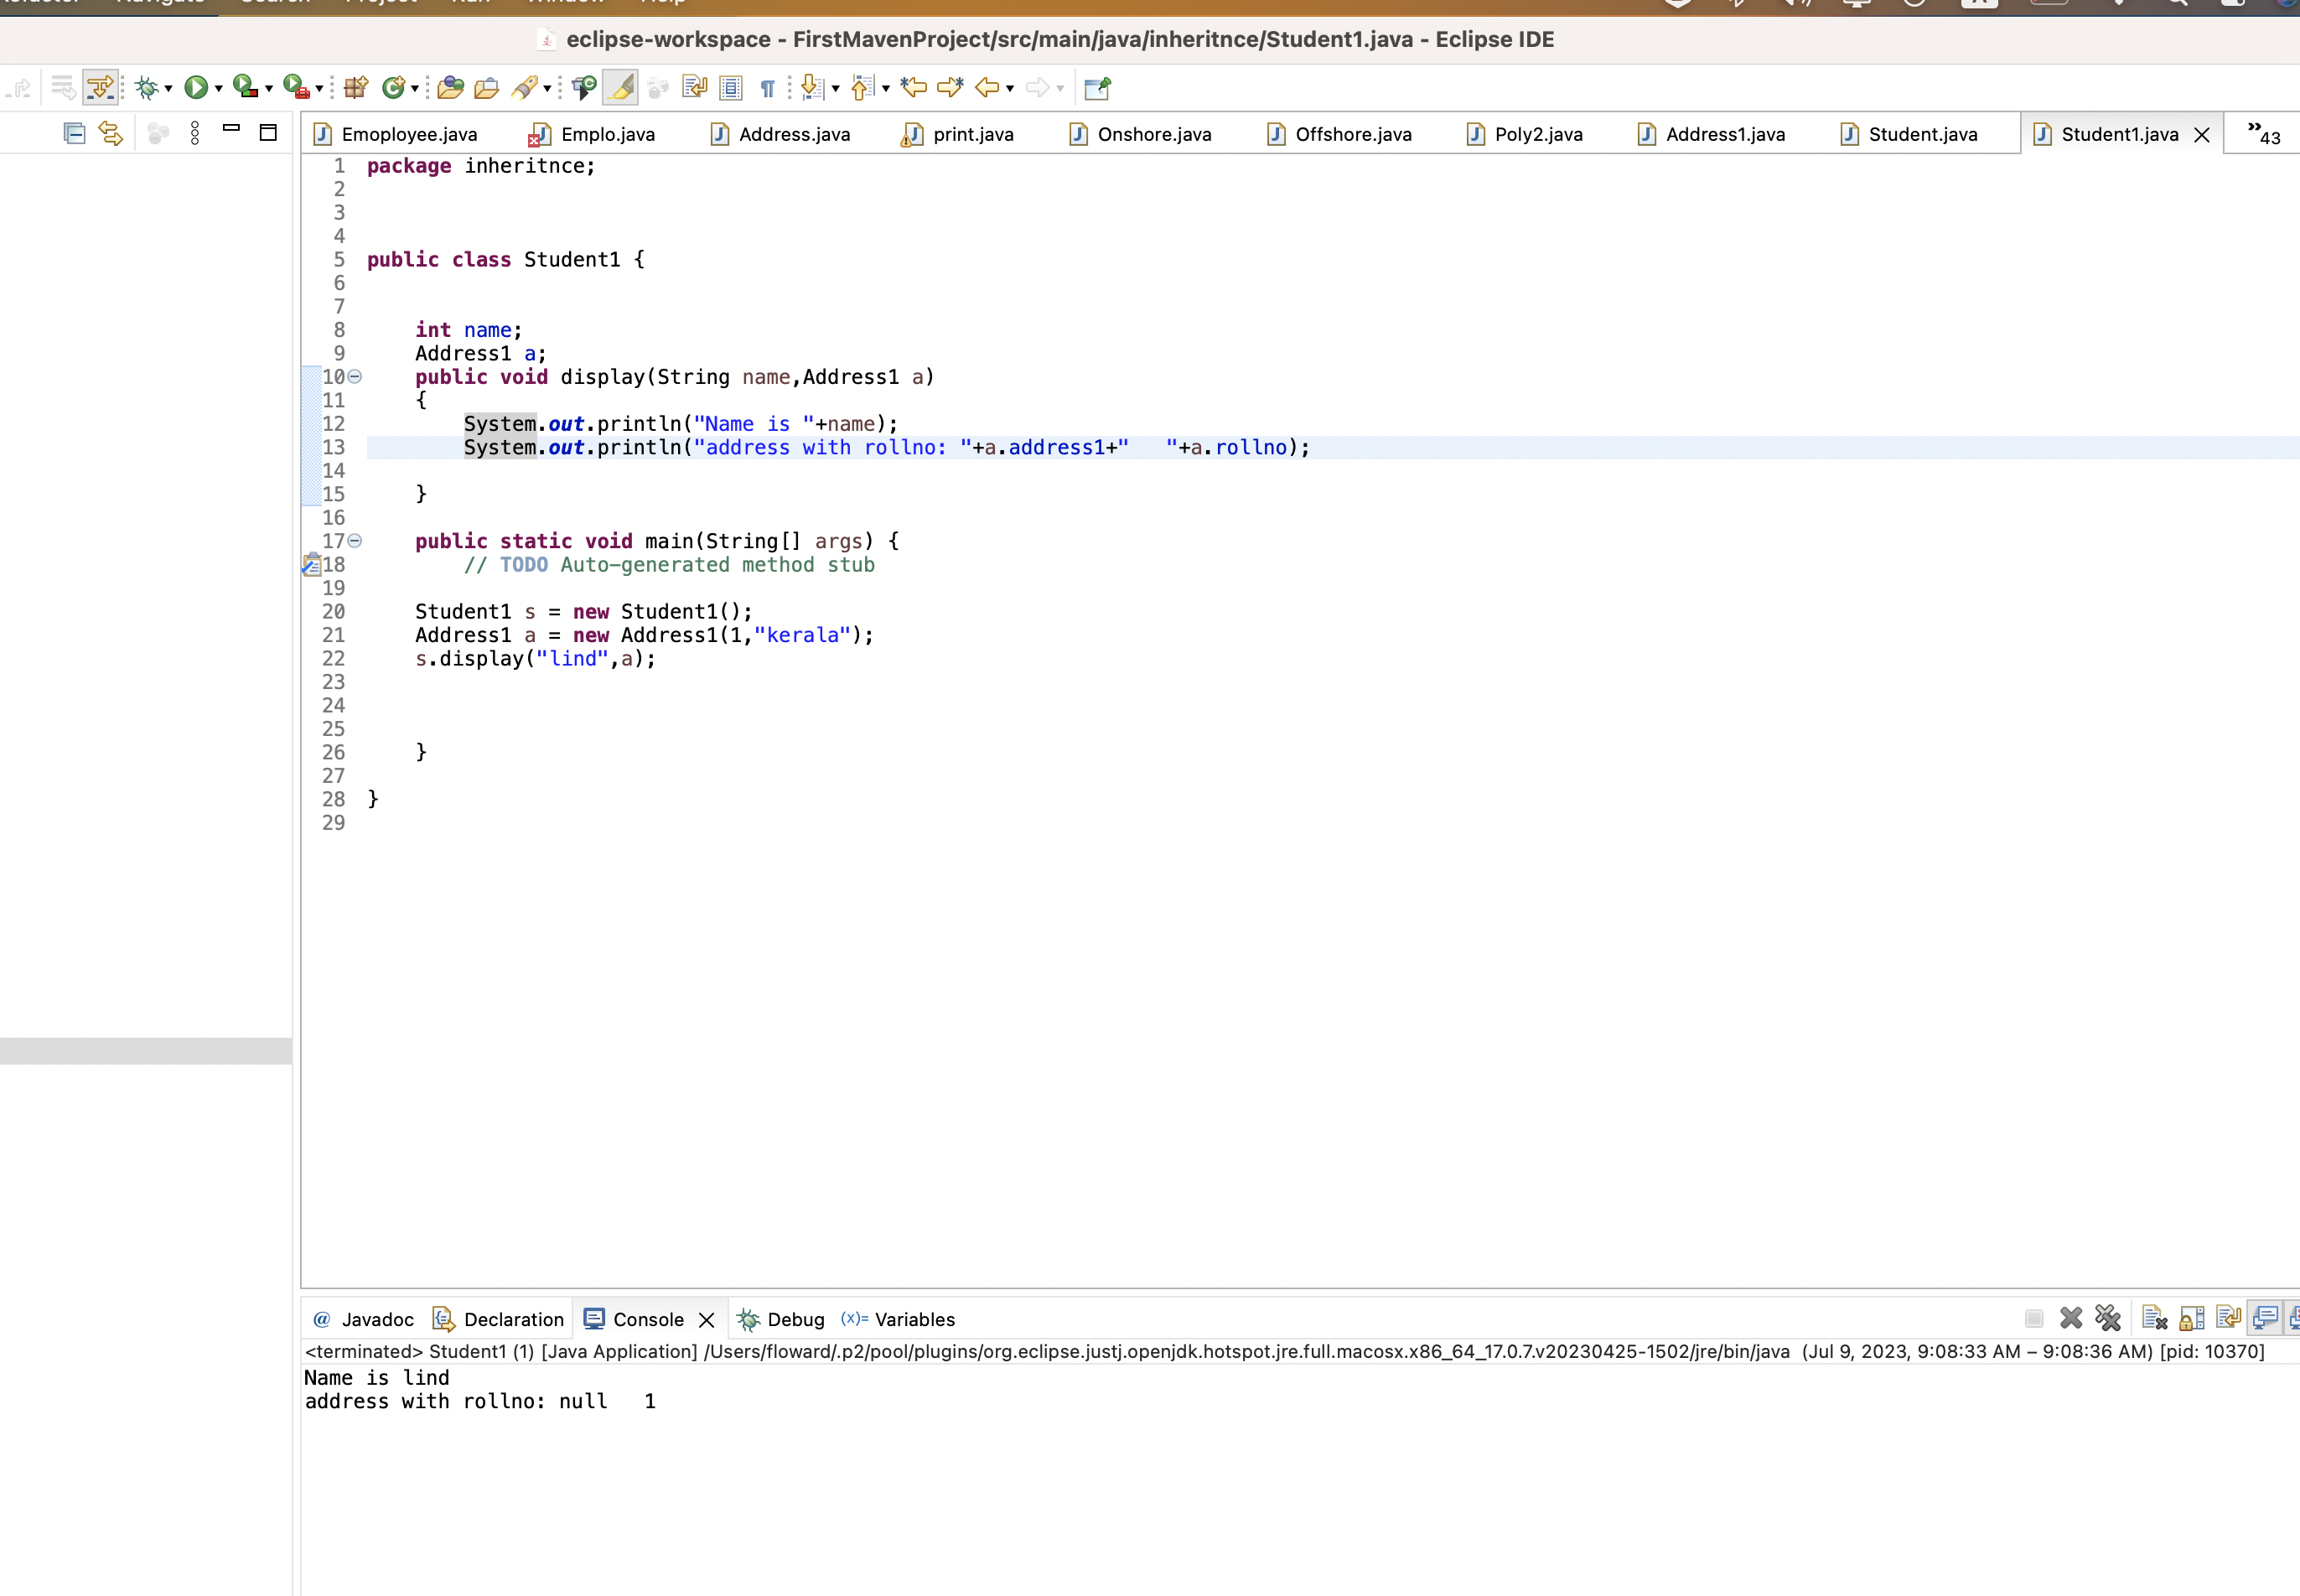 Refactor Navigate Search Project Run Window Help
eclipse-workspace - FirstMavenProject/src/main/java/inheritnce/Student1.java - Eclipse IDE
Emoployee.java Emplo.java Address.java print.java Onshore.java Offshore.java Poly2.java Address1.java Student.java Student1.java »43
1 package inheritnce;
2
3
4
5 public class Student1 {
6
7
8 int name;
9 Address1 a;
10 public void display(String name,Address1 a)
11 {
12 System.out.println("Name is "+name);
13 System.out.println("address with rollno: "+a.address1+"   "+a.rollno);
14
15 }
16
17 public static void main(String[] args) {
18 // TODO Auto-generated method stub
19
20 Student1 s = new Student1();
21 Address1 a = new Address1(1,"kerala");
22 s.display("lind",a);
23
24
25
26 }
27
28 }
29
@ Javadoc Declaration Console Debug (x)= Variables
<terminated> Student1 (1) [Java Application] /Users/floward/.p2/pool/plugins/org.eclipse.justj.openjdk.hotspot.jre.full.macosx.x86_64_17.0.7.v20230425-1502/jre/bin/java (Jul 9, 2023, 9:08:33 AM – 9:08:36 AM) [pid: 10370]
Name is lind
address with rollno: null   1